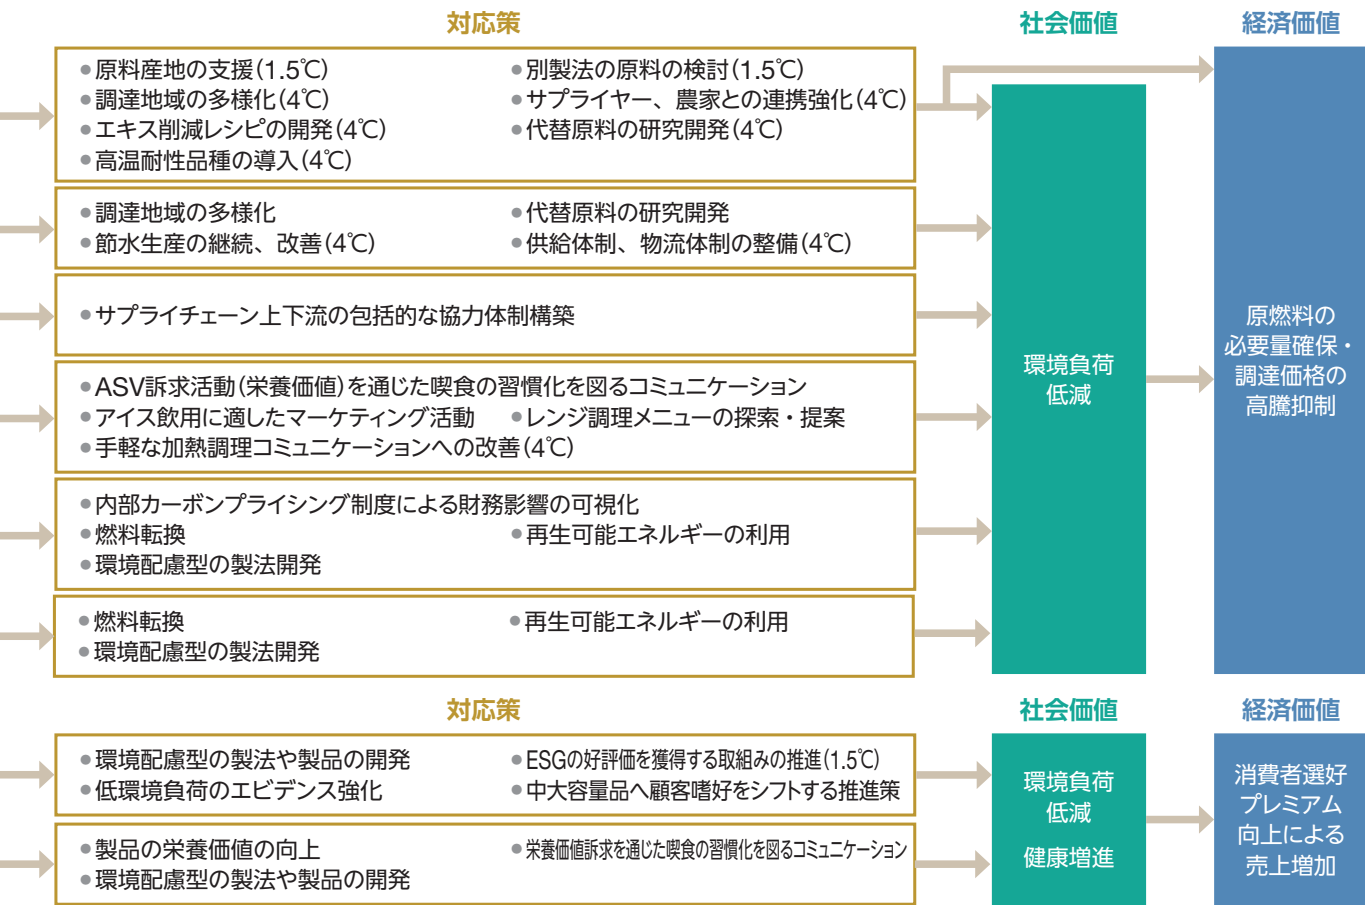 対応策
社会価値
経済価値
●原料産地の支援(1.5℃)
●別製法の原料の検討(1.5℃)
●調達地域の多様化(4℃)
●サプライヤー、農家との連携強化(4℃)
●エキス削減レシピの開発(4℃)
●代替原料の研究開発(4℃)
●高温耐性品種の導入(4℃)
●調達地域の多様化
●代替原料の研究開発
●節水生産の継続、改善(4℃)
●供給体制、物流体制の整備(4℃)
●サプライチェーン上下流の包括的な協力体制構築
●ASV訴求活動(栄養価値)を通じた喫食の習慣化を図るコミュニケーション
●アイス飲用に適したマーケティング活動
●レンジ調理メニューの探索・提案
●手軽な加熱調理コミュニケーションへの改善(4℃)
●内部カーボンプライシング制度による財務影響の可視化
●燃料転換
●再生可能エネルギーの利用
●環境配慮型の製法開発
●燃料転換
●再生可能エネルギーの利用
●環境配慮型の製法開発
環境負荷
低減
原燃料の
必要量確保・
調達価格の
高騰抑制
対応策
社会価値
経済価値
●環境配慮型の製法や製品の開発
●ESGの好評価を獲得する取組みの推進(1.5℃)
●低環境負荷のエビデンス強化
●中大容量品へ顧客嗜好をシフトする推進策
●製品の栄養価値の向上
●栄養価値訴求を通じた喫食の習慣化を図るコミュニケーション
●環境配慮型の製法や製品の開発
環境負荷
低減
健康増進
消費者選好
プレミアム
向上による
売上増加